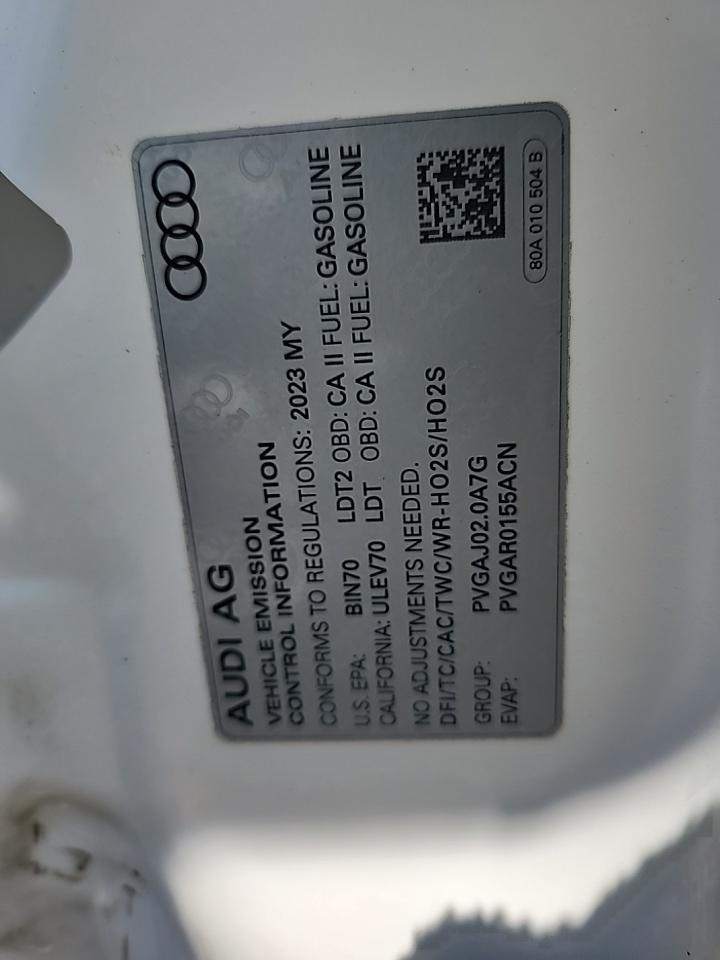 AUDI AG
VEHICLE EMISSION
CONTROL INFORMATION
CONFORMS TO REGULATIONS: 2023 MY
U.S. EPA: BIN70 LDT2 OBD: CA II FUEL: GASOLINE
CALIFORNIA: ULEV70 LDT OBD: CA II FUEL: GASOLINE
NO ADJUSTMENTS NEEDED.
DFI/TC/CAC/TWC/WR-HO2S/HO2S
GROUP: PVGAJ02.0A7G
EVAP: PVGAR0155ACN
80A 010 504 B